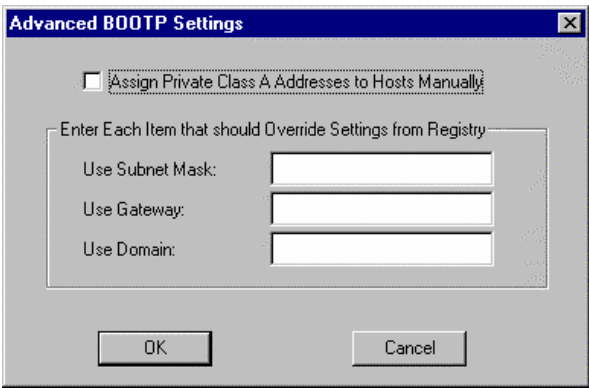 Advanced BOOTP Settings
Assign Private Class A Addresses to Hosts Manually
Enter Each Item that should Override Settings from Registry
Use Subnet Mask:
Use Gateway:
Use Domain:
OK
Cancel